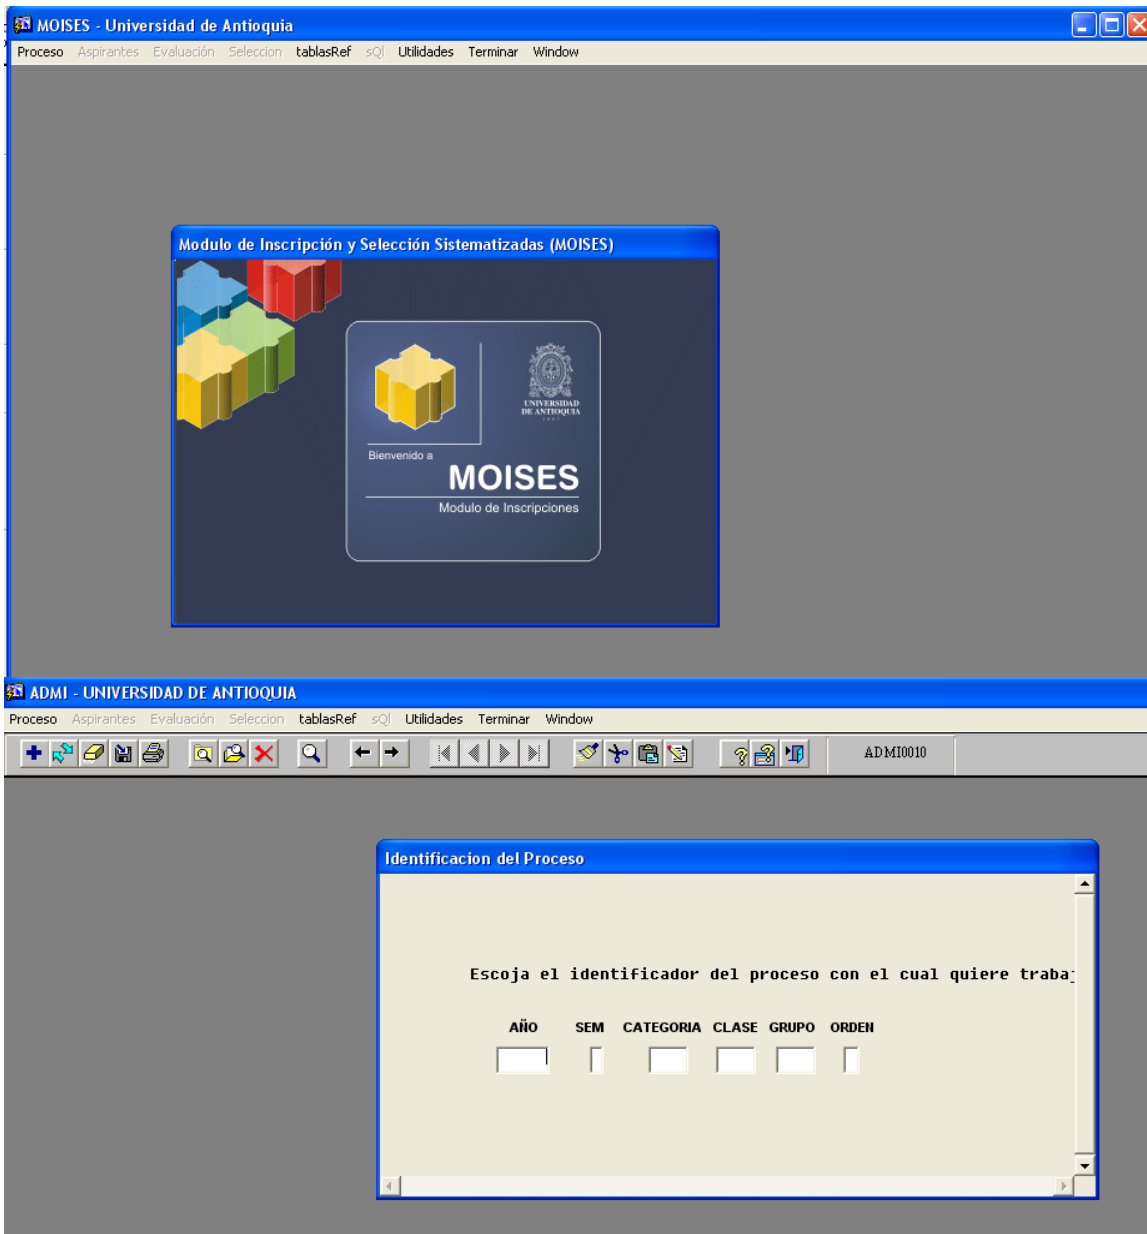 MOISES - Universidad de Antioquia
Proceso Aspirantes Evaluación Seleccion tablasRef sQl Utilidades Terminar Window
Modulo de Inscripción y Selección Sistematizadas (MOISES)
UNIVERSIDAD
DE ANTIOQUIA
Bienvenido a
MOISES
Modulo de Inscripciones
ADMI - UNIVERSIDAD DE ANTIOQUIA
Proceso Aspirantes Evaluación Seleccion tablasRef sQl Utilidades Terminar Window
ADMI0010
Identificacion del Proceso
Escoja el identificador del proceso con el cual quiere trabaj
AÑO SEM CATEGORIA CLASE GRUPO ORDEN